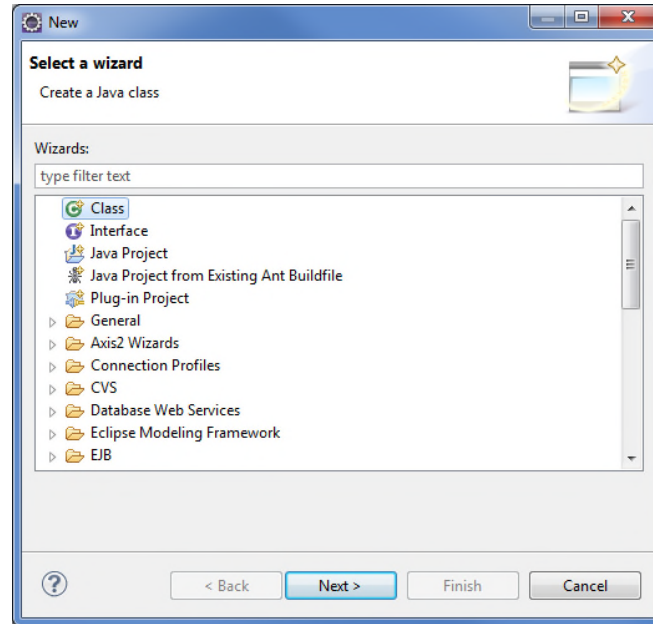 New
Select a wizard
Create a Java class
Wizards:
type filter text
Class
Interface
Java Project
Java Project from Existing Ant Buildfile
Plug-in Project
General
Axis2 Wizards
Connection Profiles
CVS
Database Web Services
Eclipse Modeling Framework
EJB
? < Back Next > Finish Cancel